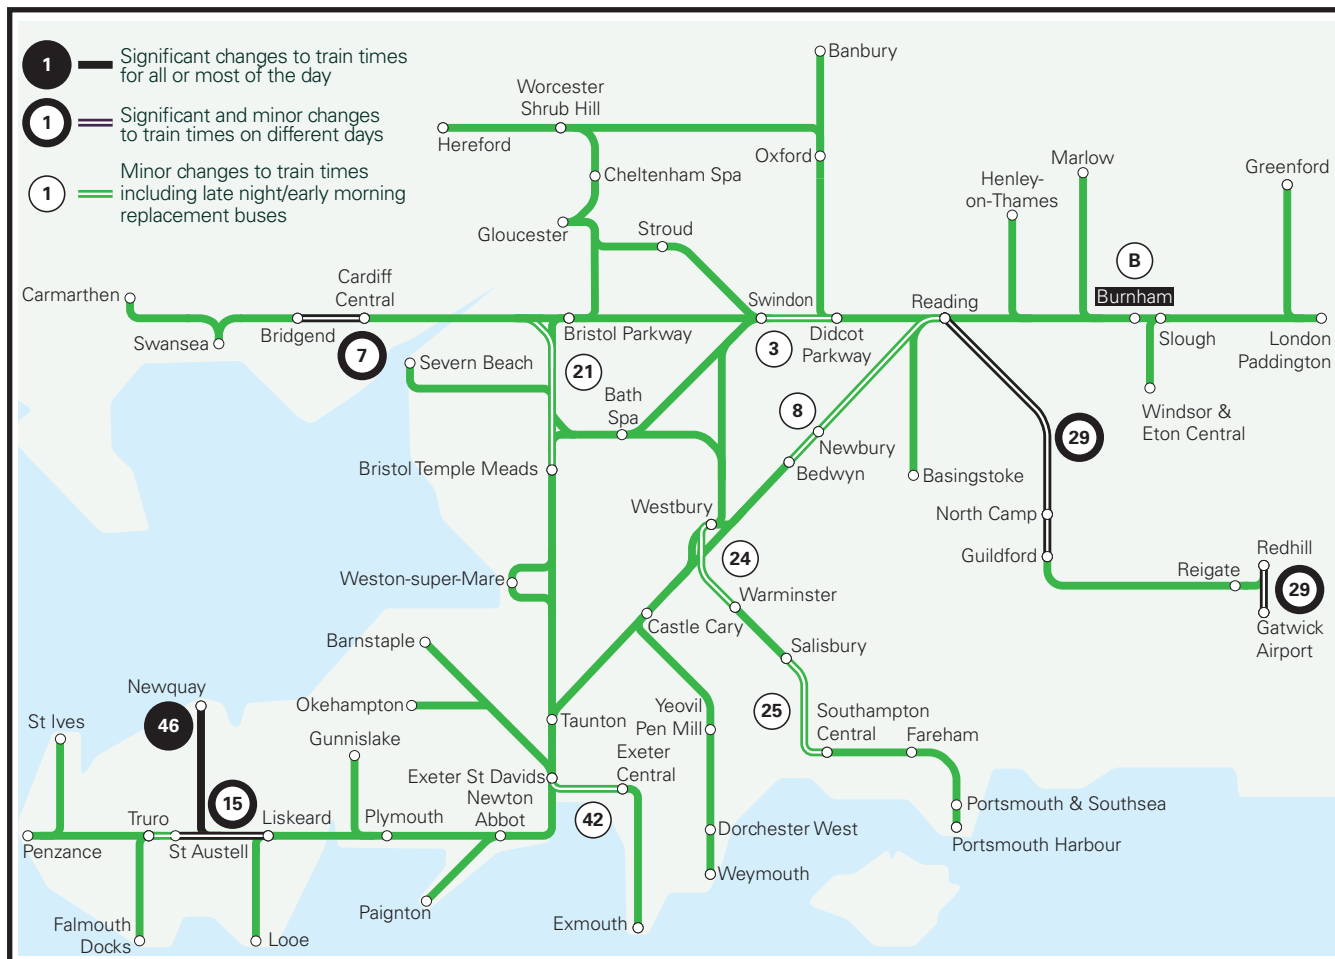 1
Significant changes to train times
for all or most of the day
1
Significant and minor changes
to train times on different days
1
Minor changes to train times
including late night/early morning
replacement buses
Banbury
Worcester
Shrub Hill
Hereford
Oxford
Cheltenham Spa
Gloucester
Stroud
Marlow
Henley-
on-Thames
Greenford
B
Burnham
Carmarthen
Cardiff
Central
Swansea
Bridgend
7
Bristol Parkway
Swindon
3
Didcot
Parkway
Reading
Slough
London
Paddington
Severn Beach
21
Bath
Spa
8
Newbury
Bedwyn
Windsor &
Eton Central
29
Bristol Temple Meads
Basingstoke
Westbury
North Camp
24
Guildford
Weston-super-Mare
Warminster
Reigate
Redhill
29
Gatwick
Airport
Castle Cary
Barnstaple
Salisbury
Newquay
46
Okehampton
Taunton
Yeovil
Pen Mill
25
Southampton
Central
Fareham
St Ives
Gunnislake
Exeter
Central
Exeter St Davids
Newton
Abbot
15
42
Truro
Liskeard
Plymouth
Penzance
St Austell
Portsmouth & Southsea
Dorchester West
Portsmouth Harbour
Weymouth
Paignton
Falmouth
Docks
Looe
Exmouth